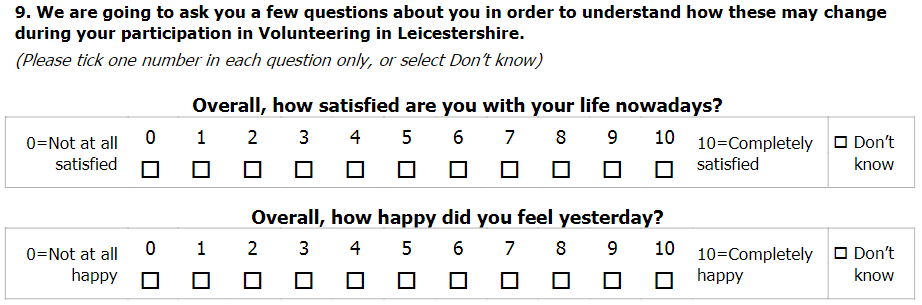 9. We are going to ask you a few questions about you in order to understand how these may change
during your participation in Volunteering in Leicestershire.
(Please tick one number in each question only, or select Don’t know)
Overall, how satisfied are you with your life nowadays?
0=Not at all satisfied 0 1 2 3 4 5 6 7 8 9 10 10=Completely satisfied Don’t know
Overall, how happy did you feel yesterday?
0=Not at all happy 0 1 2 3 4 5 6 7 8 9 10 10=Completely happy Don’t know